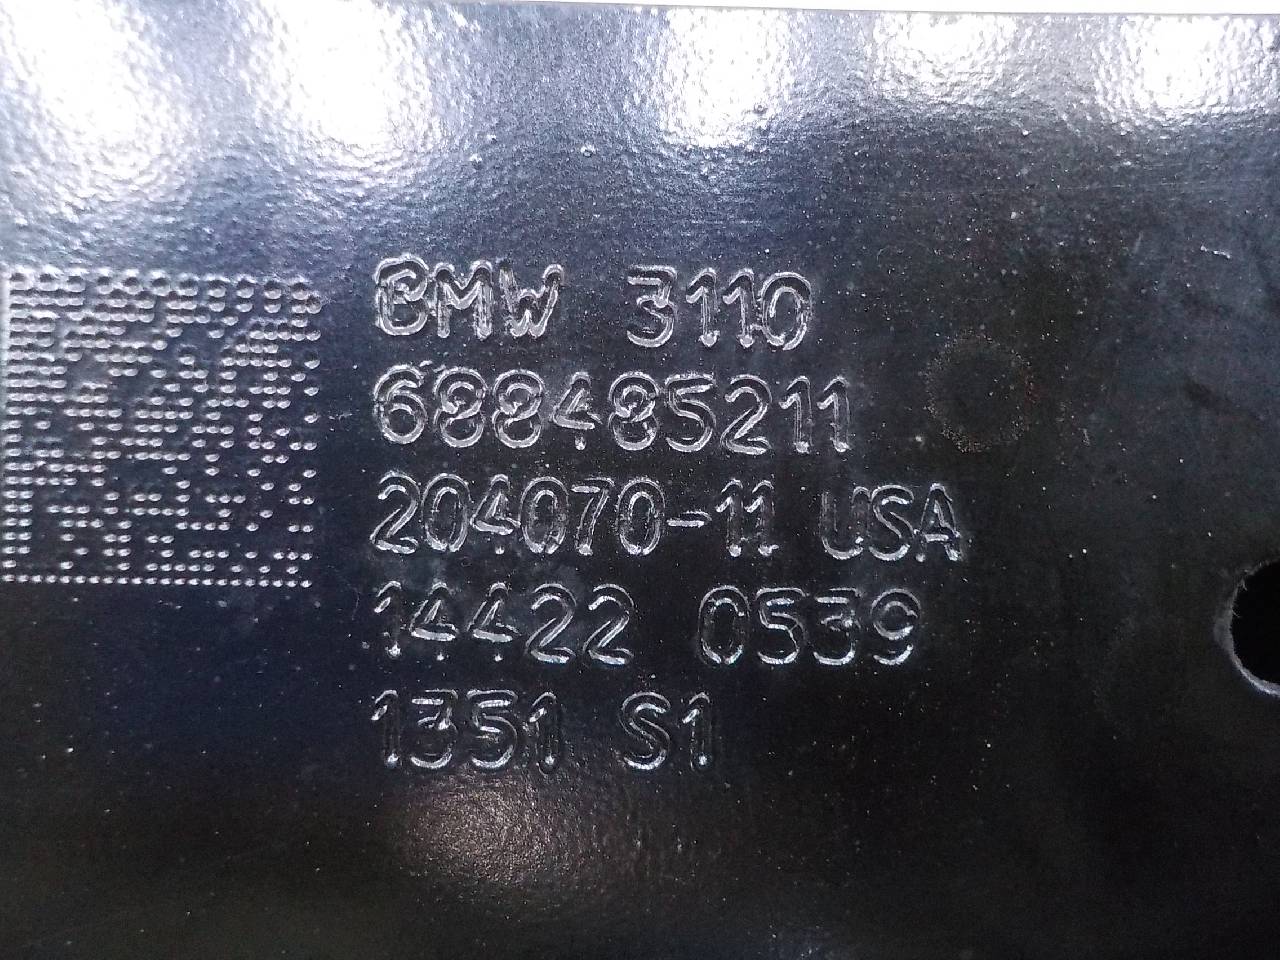 BMW 3110
688485211
204070-11 USA
14422 0539
1351 S1